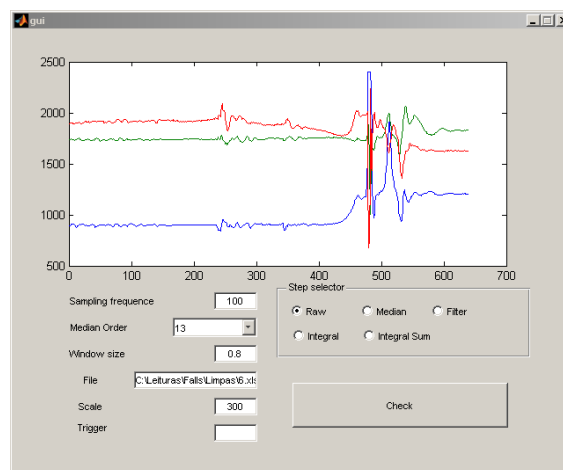 gui
2500
2000
1500
1000
500
0 100 200 300 400 500 600 700
Sampling frequence 100
Median Order 13
Window size 0.8
File C:\Leituras\Falls\Limpas\6.xls
Scale 300
Trigger
Step selector
Raw Median Filter
Integral Integral Sum
Check